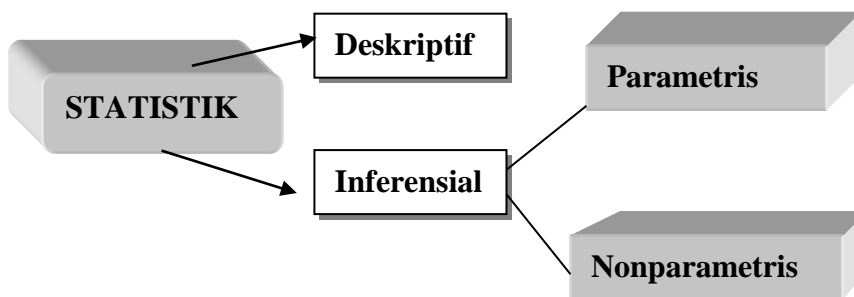 Deskriptif
Parametris
STATISTIK
Inferensial
Nonparametris